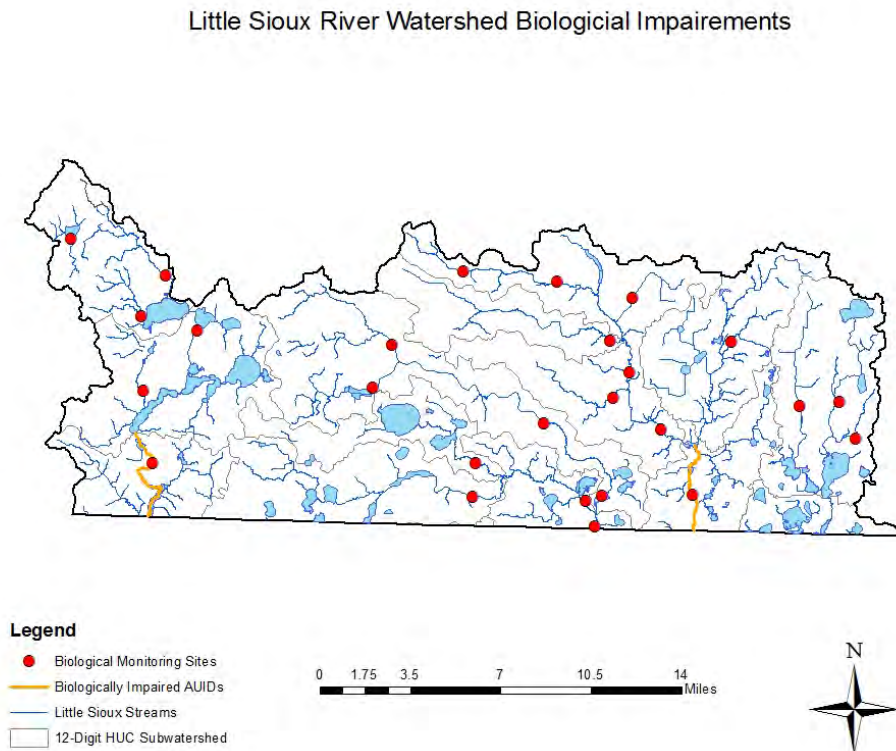 Little Sioux River Watershed Biologicial Impairements
Legend
Biological Monitoring Sites
Biologically Impaired AUIDs
Little Sioux Streams
12-Digit HUC Subwatershed
0 1.75 3.5 7 10.5 14
Miles
N